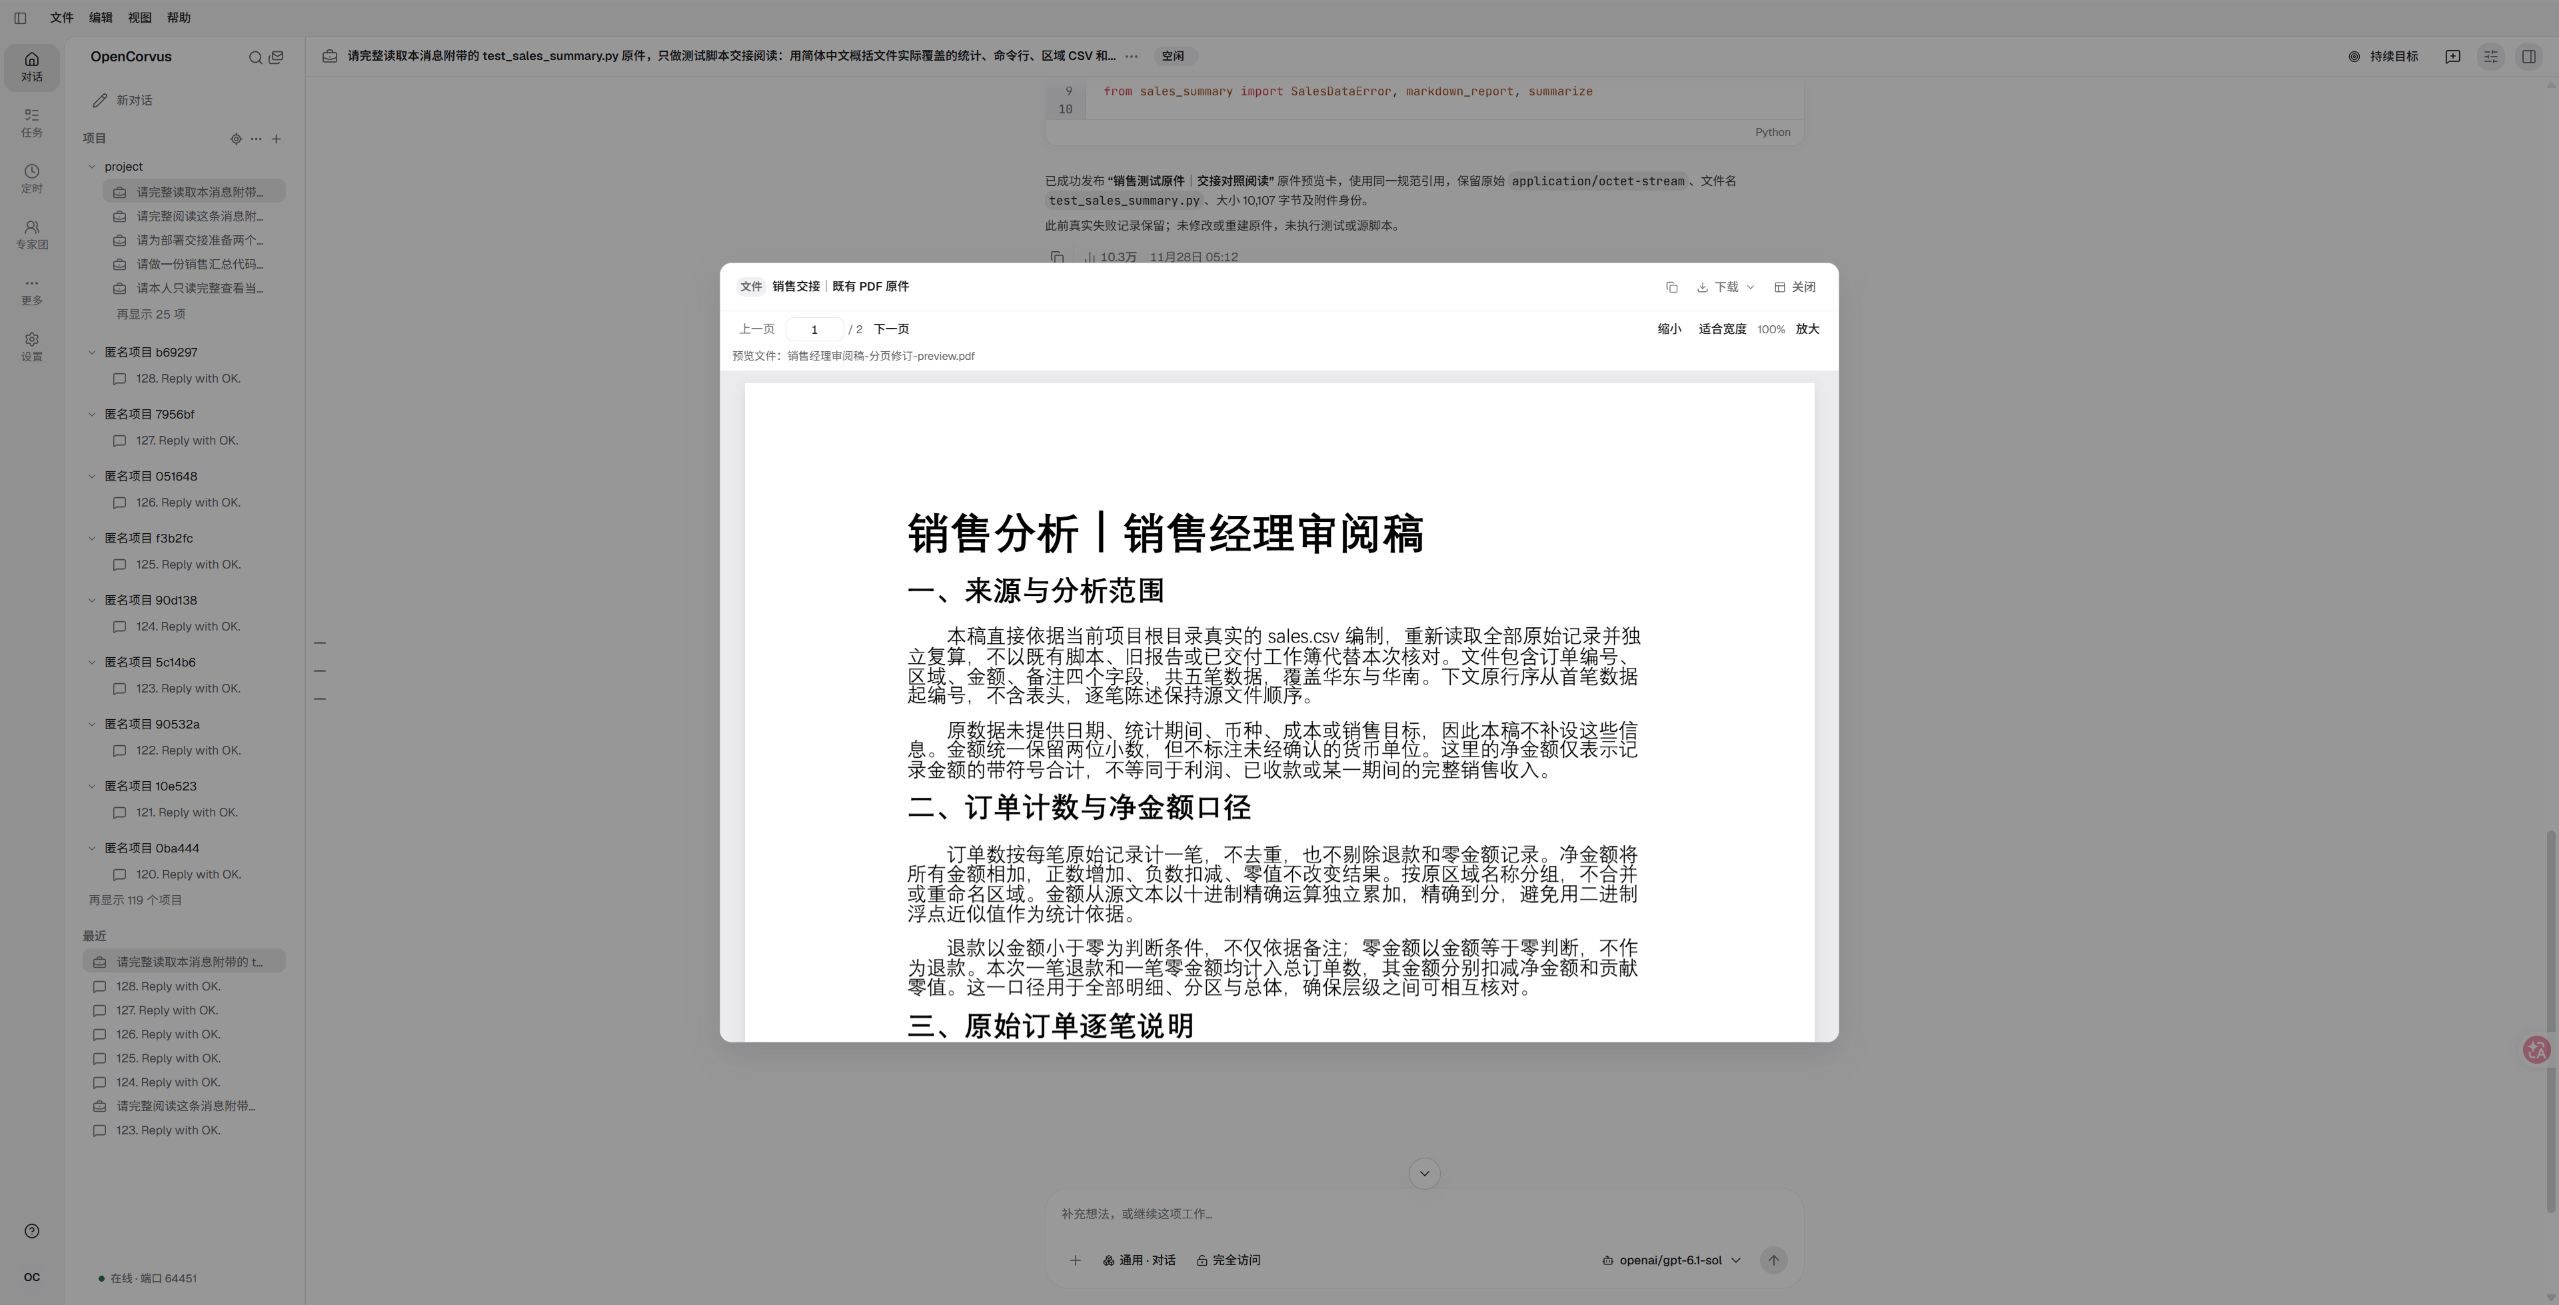 文件 编辑 视图 帮助
对话
任务
定时
专家团
更多
设置
OC
OpenCorvus
新对话
项目
project
请完整读取本消息附带...
请完整阅读这条消息附...
请为部署交接准备两个...
请做一份销售汇总代码...
请本人只读完整查看当...
再显示 25 项
匿名项目 b69297
128. Reply with OK.
匿名项目 7956bf
127. Reply with OK.
匿名项目 051648
126. Reply with OK.
匿名项目 f3b2fc
125. Reply with OK.
匿名项目 90d138
124. Reply with OK.
匿名项目 5c14b6
123. Reply with OK.
匿名项目 90532a
122. Reply with OK.
匿名项目 10e523
121. Reply with OK.
匿名项目 0ba444
120. Reply with OK.
再显示 119 个项目
最近
请完整读取本消息附带的 t...
128. Reply with OK.
127. Reply with OK.
126. Reply with OK.
125. Reply with OK.
124. Reply with OK.
请完整阅读这条消息附带...
123. Reply with OK.
在线 · 端口 64451
请完整读取本消息附带的 test_sales_summary.py 原件，只做测试脚本交接阅读：用简体中文概括文件实际覆盖的统计、命令行、区域 CSV 和... ··· 空闲
持续目标
9 from sales_summary import SalesDataError, markdown_report, summarize
10
Python
已成功发布 “销售测试原件｜交接对照阅读” 原件预览卡，使用同一规范引用，保留原始 application/octet-stream 、文件名
test_sales_summary.py 、大小 10,107 字节及附件身份。
此前真实失败记录保留；未修改或重建原件，未执行测试或源脚本。
10.3万 11月28日 05:12
文件 销售交接｜既有 PDF 原件
下载 关闭
上一页 1 / 2 下一页
缩小 适合宽度 100% 放大
预览文件：销售经理审阅稿-分页修订-preview.pdf
销售分析｜销售经理审阅稿
一、来源与分析范围
本稿直接依据当前项目根目录真实的 sales.csv 编制，重新读取全部原始记录并独
立复算，不以既有脚本、旧报告或已交付工作簿代替本次核对。文件包含订单编号、
区域、金额、备注四个字段，共五笔数据，覆盖华东与华南。下文原行序从首笔数据
起编号，不含表头，逐笔陈述保持源文件顺序。
原数据未提供日期、统计期间、币种、成本或销售目标，因此本稿不补设这些信
息。金额统一保留两位小数，但不标注未经确认的货币单位。这里的净金额仅表示记
录金额的带符号合计，不等同于利润、已收款或某一期间的完整销售收入。
二、订单计数与净金额口径
订单数按每笔原始记录计一笔，不去重，也不剔除退款和零金额记录。净金额将
所有金额相加，正数增加、负数扣减、零值不改变结果。按原区域名称分组，不合并
或重命名区域。金额从源文本以十进制精确运算独立累加，精确到分，避免用二进制
浮点近似值作为统计依据。
退款以金额小于零为判断条件，不仅依据备注；零金额以金额等于零判断，不作
为退款。本次一笔退款和一笔零金额均计入总订单数，其金额分别扣减净金额和贡献
零值。这一口径用于全部明细、分区与总体，确保层级之间可相互核对。
三、原始订单逐笔说明
补充想法，或继续这项工作...
通用 · 对话 完全访问
openai/gpt-6.1-sol